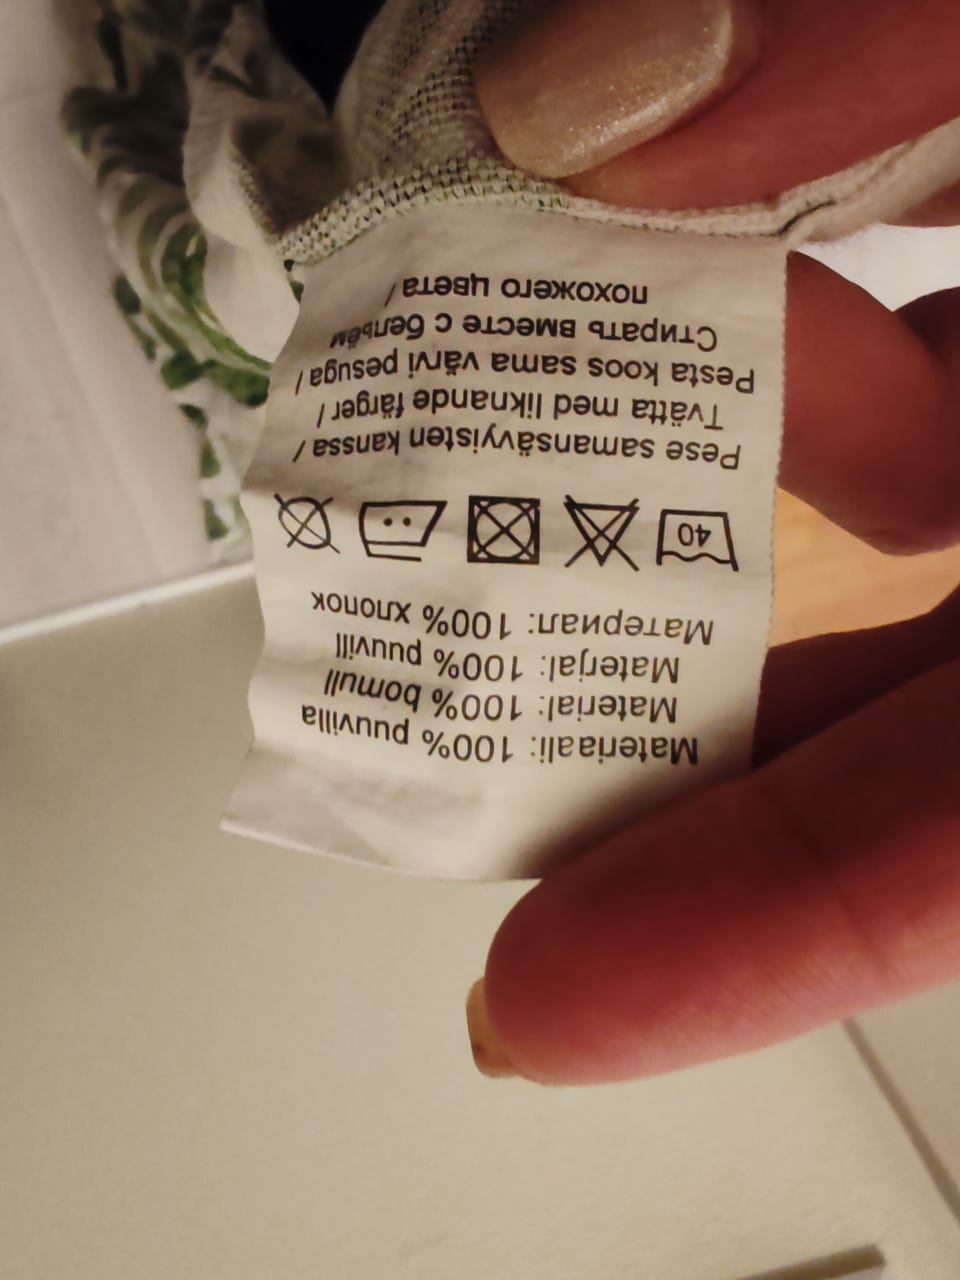 Materiaali: 100% puuvilla
Material: 100% bomull
Materjal: 100% puuvill
Материал: 100% хлопок
40
Pese samansävyisten kanssa /
Tvätta med liknande färger /
Pesta koos sama värvi pesuga /
Стирать вместе с бельём
похожего цвета /